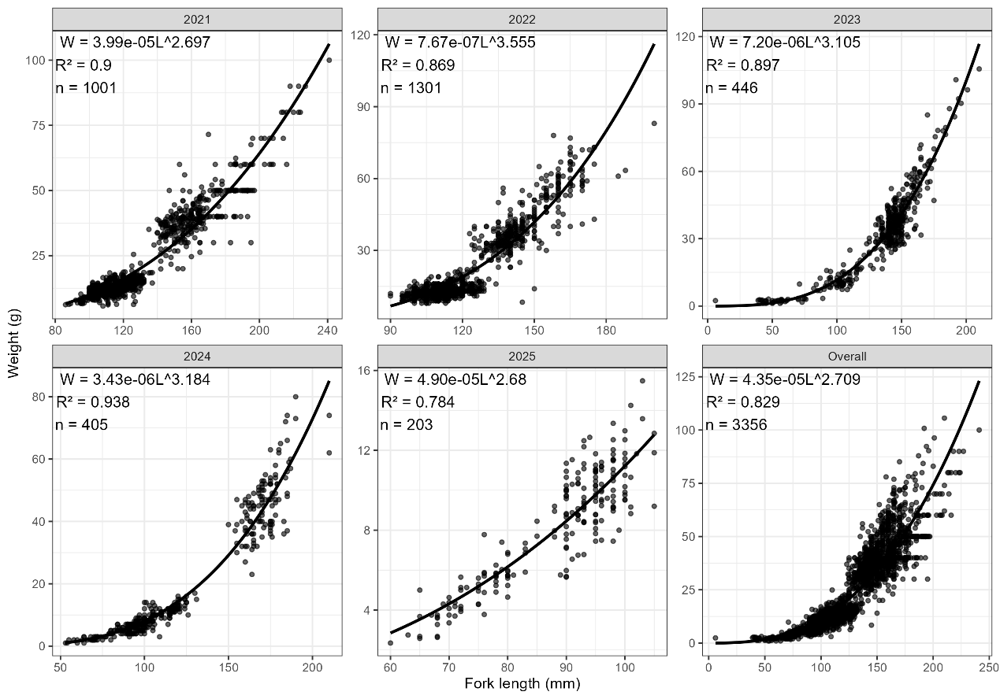 2021
2022
2023
W = 3.99e-05L^2.697
R² = 0.9
n = 1001
W = 7.67e-07L^3.555
R² = 0.869
n = 1301
W = 7.20e-06L^3.105
R² = 0.897
n = 446
100
75
50
25
80
120
160
200
240
120
90
60
30
90
120
150
180
120
90
60
30
0
0
50
100
150
200
Weight (g)
2024
2025
Overall
W = 3.43e-06L^3.184
R² = 0.938
n = 405
W = 4.90e-05L^2.68
R² = 0.784
n = 203
W = 4.35e-05L^2.709
R² = 0.829
n = 3356
80
60
40
20
0
50
100
150
200
16
12
8
4
60
70
80
90
100
125
100
75
50
25
0
0
50
100
150
200
250
Fork length (mm)